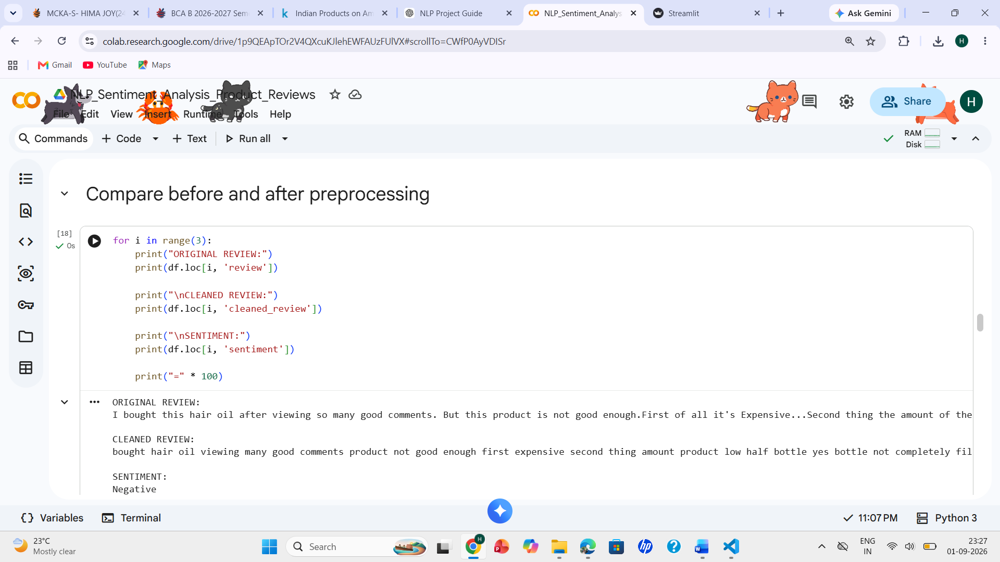 MCKA-S- HIMA JOY(24
BCA B 2026-2027 Sem
Indian Products on Am
NLP Project Guide
NLP_Sentiment_Analys
Streamlit
Ask Gemini
colab.research.google.com/drive/1p9QEApTOr2V4QXcuKJlehEWFAUzFUlVX#scrollTo=CWfP0AyVDISr
H
Gmail
YouTube
Maps
NLP_Sentiment_Analysis_Product_Reviews
File Edit View Insert Runtime Tools Help
Share
H
Commands + Code + Text Run all
RAM
Disk
Compare before and after preprocessing
[18]
0s
for i in range(3):
print("ORIGINAL REVIEW:")
print(df.loc[i, 'review'])
print("\nCLEANED REVIEW:")
print(df.loc[i, 'cleaned_review'])
print("\nSENTIMENT:")
print(df.loc[i, 'sentiment'])
print("=" * 100)
ORIGINAL REVIEW:
I bought this hair oil after viewing so many good comments. But this product is not good enough.First of all it's Expensive...Second thing the amount of the
CLEANED REVIEW:
bought hair oil viewing many good comments product not good enough first expensive second thing amount product low half bottle yes bottle not completely fil
SENTIMENT:
Negative
Variables
Terminal
11:07 PM
Python 3
23°C
Mostly clear
Search
ENG
IN
23:27
01-09-2026